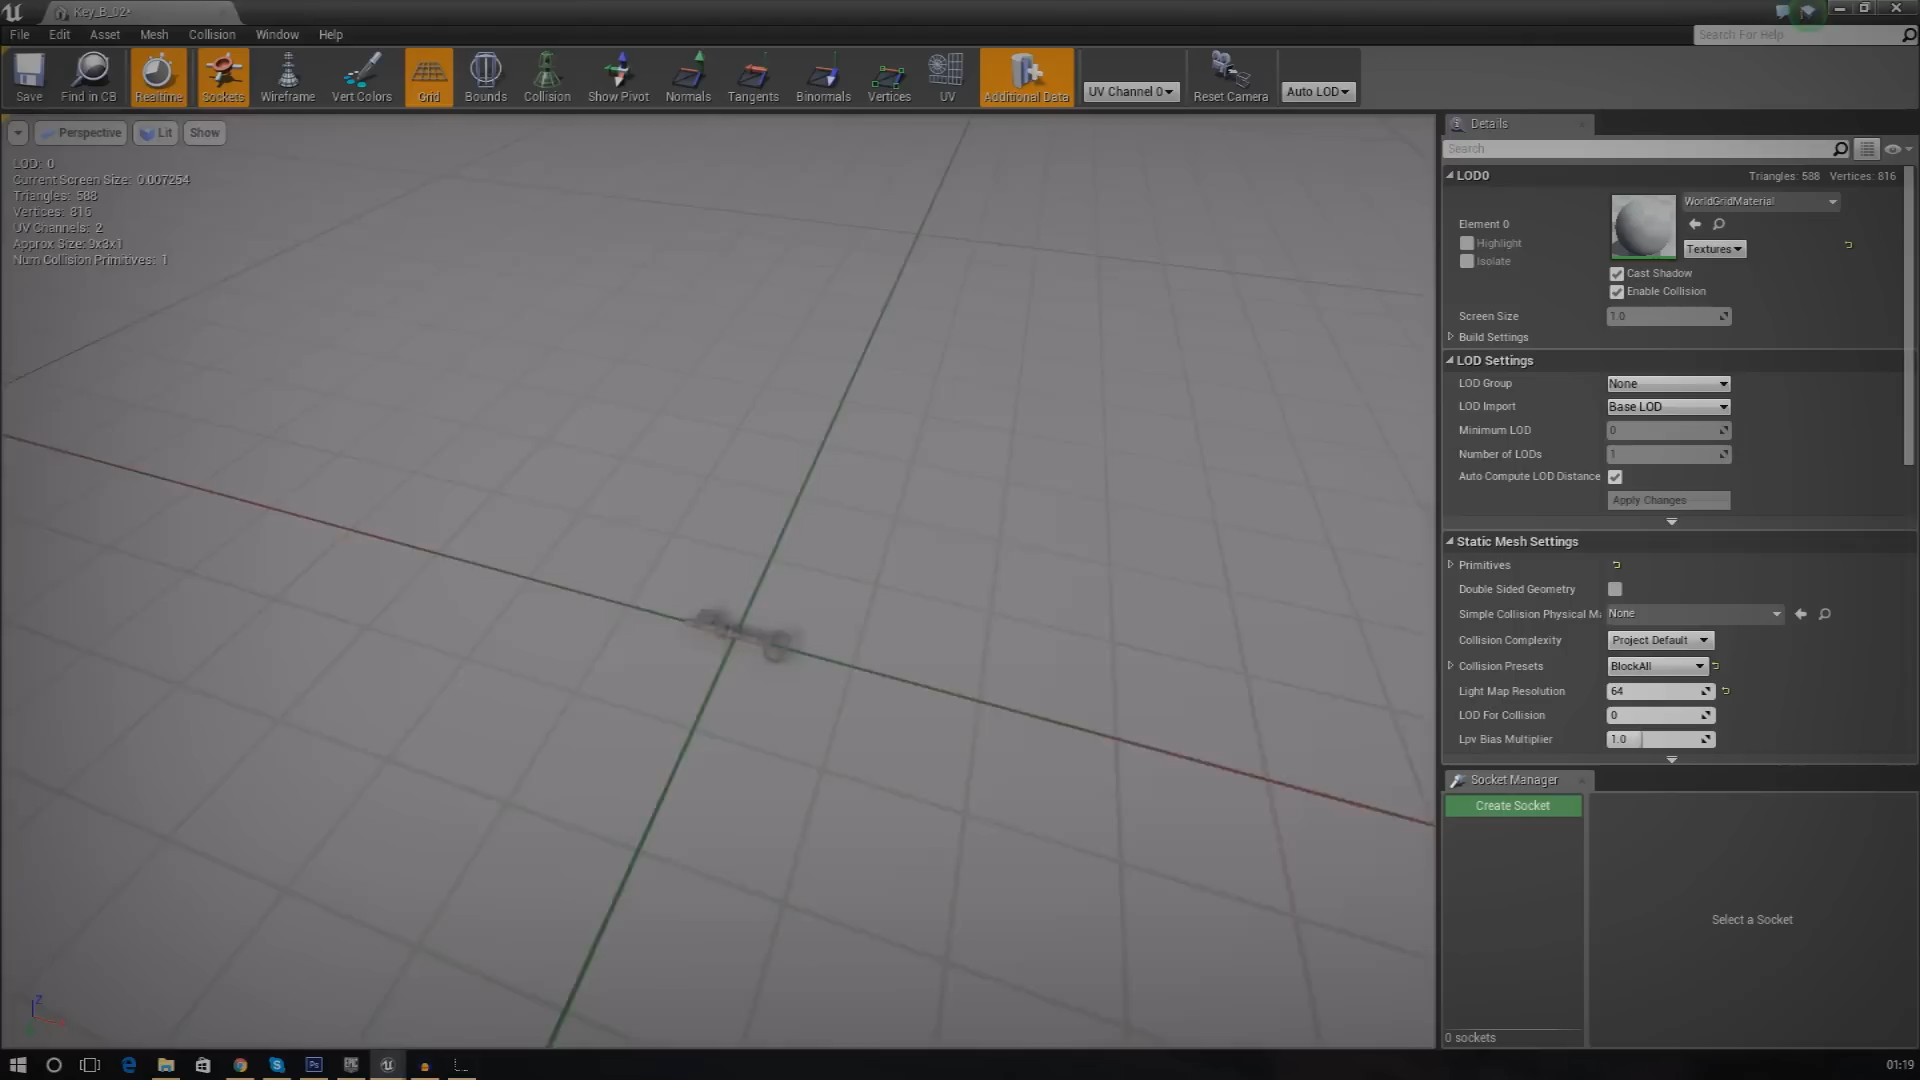 Key_B_02*
File Edit Asset Mesh Collision Window Help
Search For Help
Save Find in CB Realtime Sockets Wireframe Vert Colors Grid Bounds Collision Show Pivot Normals Tangents Binormals Vertices UV Additional Data UV Channel 0 Reset Camera Auto LOD
Perspective Lit Show
LOD: 0
Current Screen Size: 0.007254
Triangles: 588
Vertices: 816
UV Channels: 2
Approx Size: 9x3x1
Num Collision Primitives: 1
Z
Details
Search
LOD0 Triangles: 588 Vertices: 816
WorldGridMaterial
Element 0
Highlight
Textures
Isolate
Cast Shadow
Enable Collision
Screen Size 1.0
Build Settings
LOD Settings
LOD Group None
LOD Import Base LOD
Minimum LOD 0
Number of LODs 1
Auto Compute LOD Distance
Apply Changes
Static Mesh Settings
Primitives
Double Sided Geometry
Simple Collision Physical Ma None
Collision Complexity Project Default
Collision Presets BlockAll
Light Map Resolution 64
LOD For Collision 0
Lpv Bias Multiplier 1.0
Socket Manager
Create Socket
Select a Socket
0 sockets
Ps
EPIC
01:19